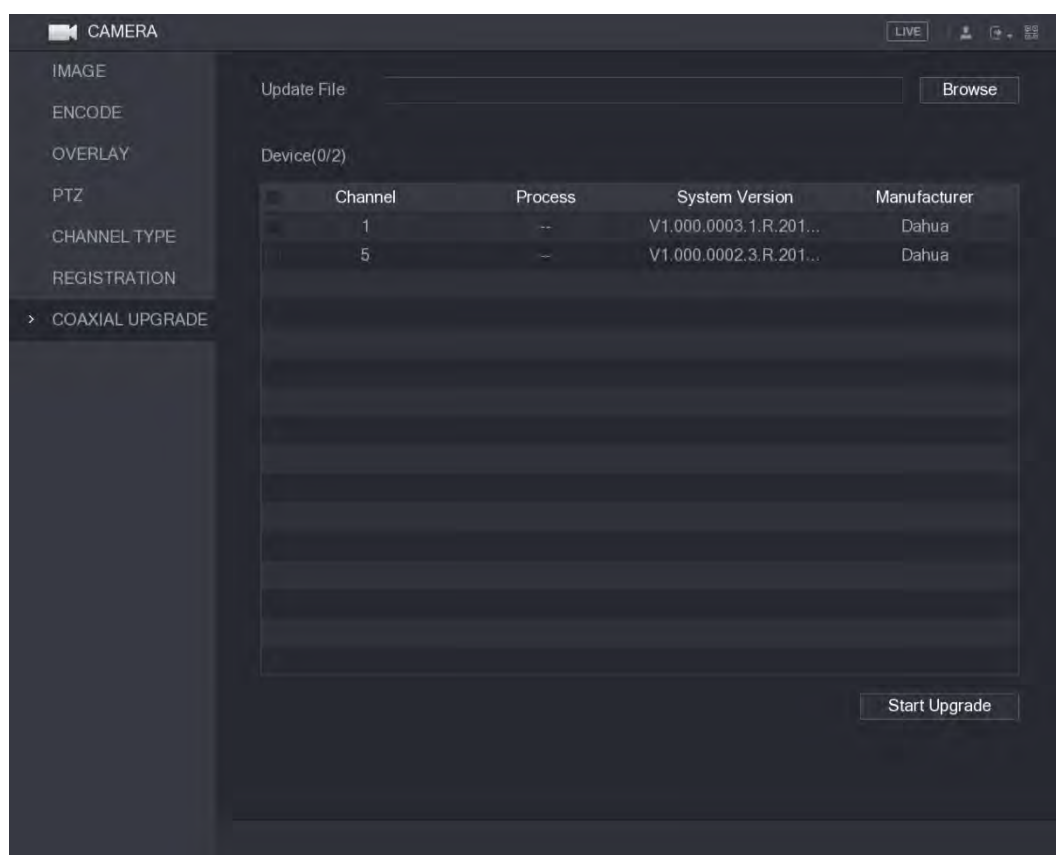 CAMERA
LIVE
IMAGE
ENCODE
OVERLAY
PTZ
CHANNEL TYPE
REGISTRATION
> COAXIAL UPGRADE
Update File
Browse
Device(0/2)
Channel Process System Version Manufacturer
1 -- V1.000.0003.1.R.201... Dahua
5 -- V1.000.0002.3.R.201... Dahua
Start Upgrade